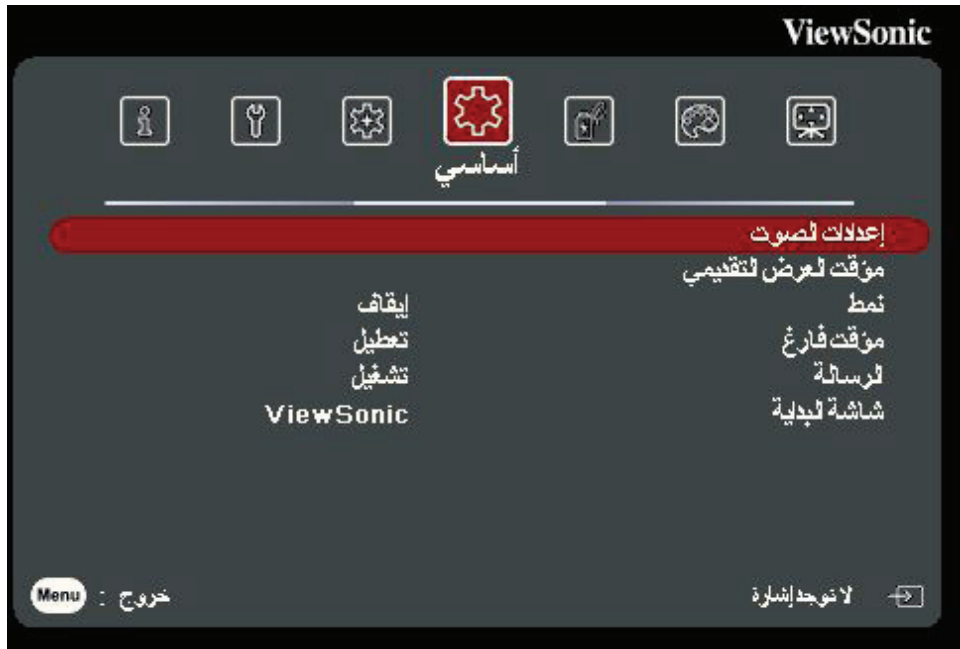 ViewSonic
أساسي
إعدادات الصوت
مؤقت العرض التقديمي
نمط إيقاف
مؤقت فارغ تعطيل
الرسالة تشغيل
شاشة البداية ViewSonic
لا توجد إشارة
خروج : Menu